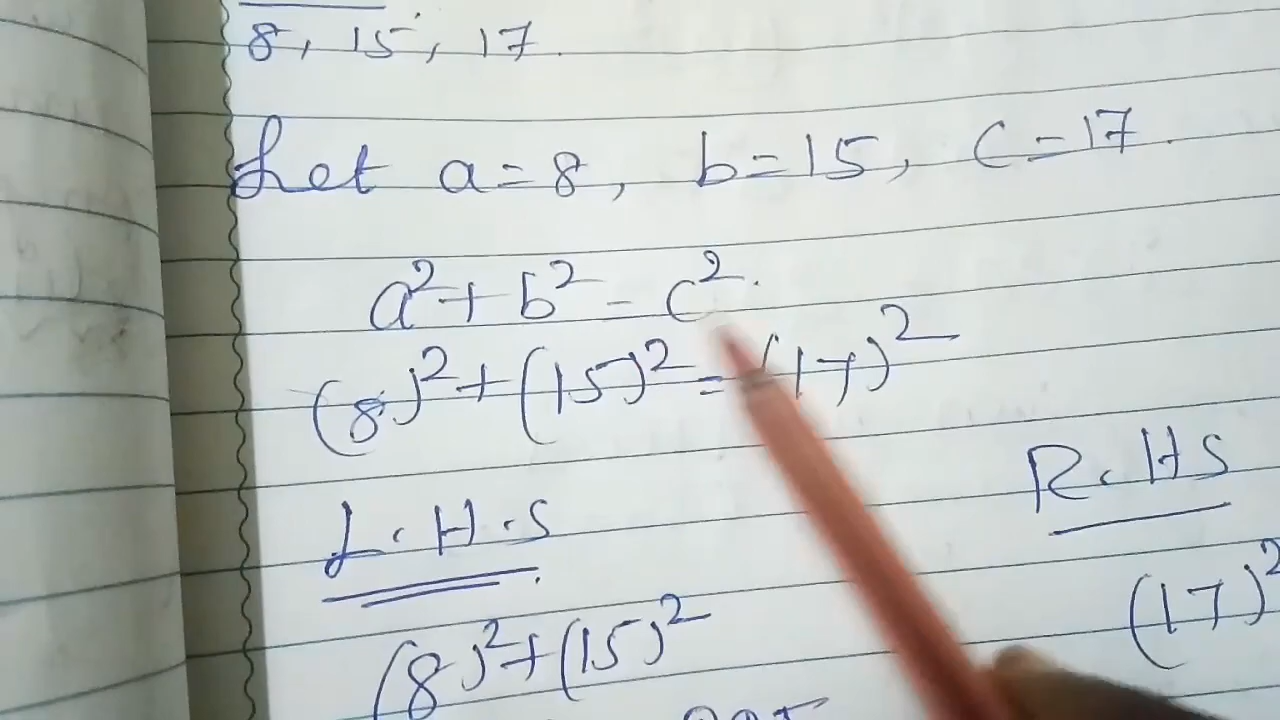 8, 15, 17.
Let a=8, b=15, c=17.
a²+b²=c².
(8)²+(15)²=(17)²
L.H.S R.HS
(8)²+(15)² (17)²